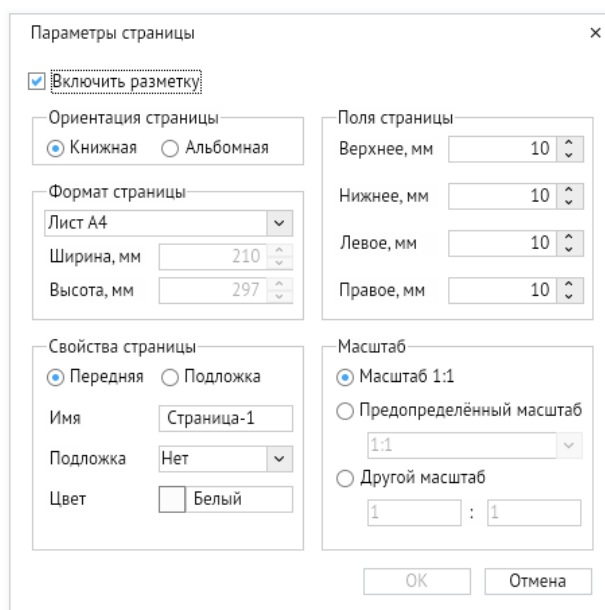 Параметры страницы
Включить разметку
Ориентация страницы
Книжная Альбомная
Формат страницы
Лист А4
Ширина, мм 210
Высота, мм 297
Поля страницы
Верхнее, мм 10
Нижнее, мм 10
Левое, мм 10
Правое, мм 10
Свойства страницы
Передняя Подложка
Имя Страница-1
Подложка Нет
Цвет Белый
Масштаб
Масштаб 1:1
Предопределённый масштаб
1:1
Другой масштаб
1 : 1
OK Отмена